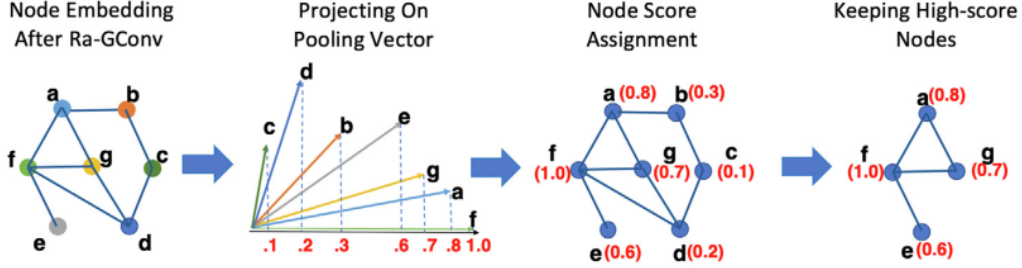 Node Embedding
After Ra-GConv
Projecting On
Pooling Vector
Node Score
Assignment
Keeping High-score
Nodes
a
b
f
g
c
e
d
d
c
b
e
g
a
f
.1 .2 .3 .6 .7 .8 1.0
a (0.8)
b (0.3)
f
(1.0)
g
(0.7)
c
(0.1)
e (0.6)
d (0.2)
a (0.8)
f
(1.0)
g
(0.7)
e (0.6)